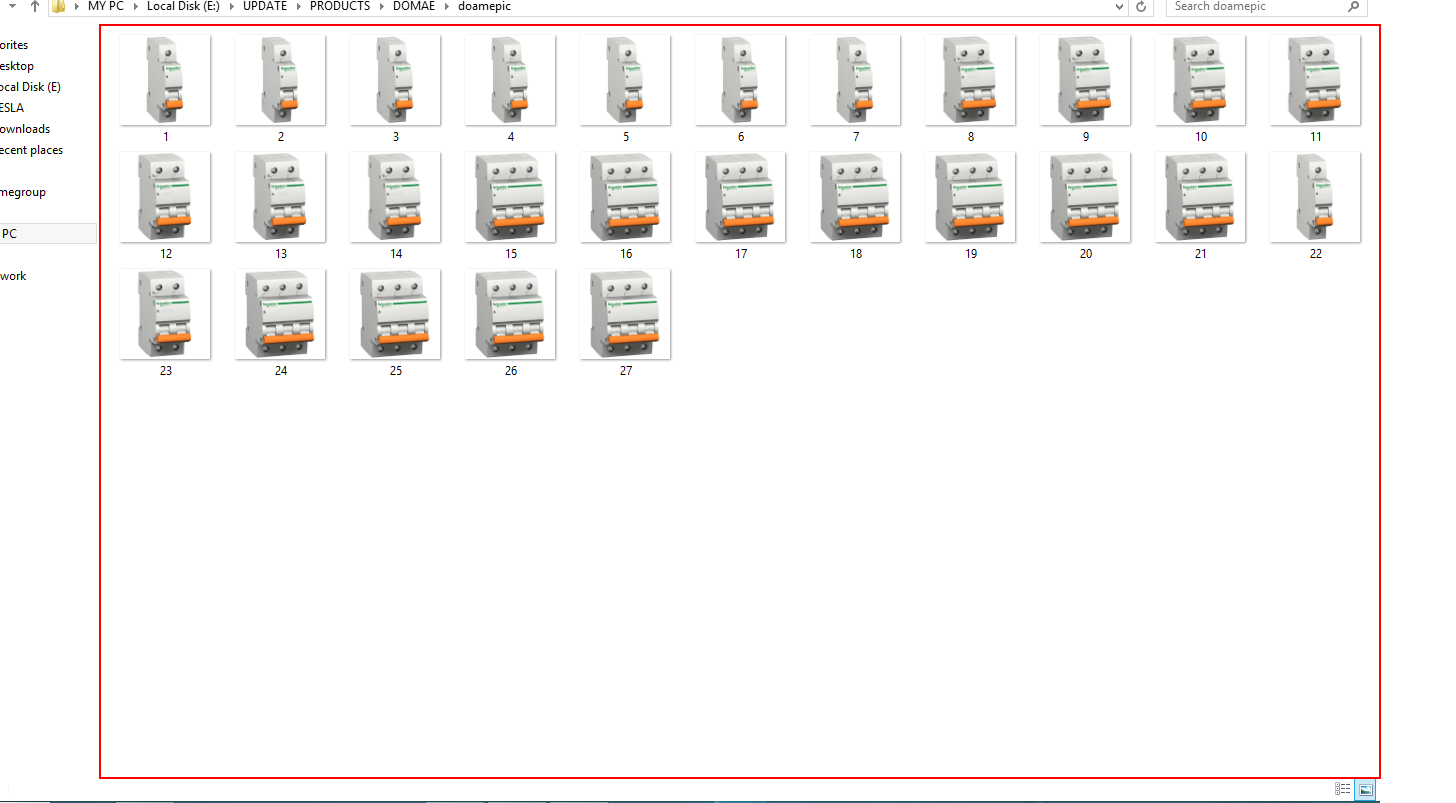 MY PC Local Disk (E:) UPDATE PRODUCTS DOMAE doamepic Search doamepic
orites
esktop
ocal Disk (E)
ESLA
ownloads
ecent places
megroup
PC
work
1 2 3 4 5 6 7 8 9 10 11
12 13 14 15 16 17 18 19 20 21 22
23 24 25 26 27